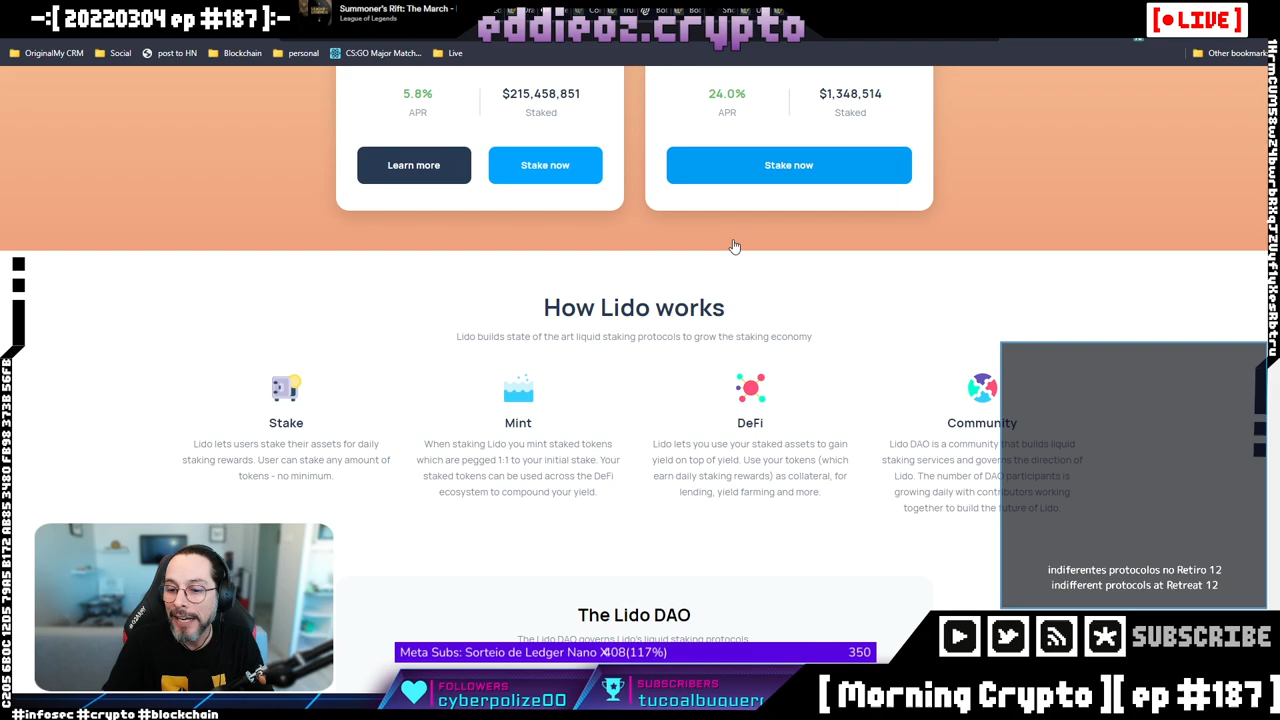 –:[ 20220304 ep #187 ]:–
Summoner's Rift: The March -
League of Legends
eddieoz.crypto
[● LIVE ]
OriginalMy CRM
Social
post to HN
Blockchain
personal
CS:GO Major Match...
Live
Other bookmark
5.8%
$215,458,851
APR
Staked
Learn more
Stake now
24.0%
$1,348,514
APR
Staked
Stake now
How Lido works
Lido builds state of the art liquid staking protocols to grow the staking economy
Stake
Lido lets users stake their assets for daily
staking rewards. User can stake any amount of
tokens - no minimum.
Mint
When staking Lido you mint staked tokens
which are pegged 1:1 to your initial stake. Your
staked tokens can be used across the DeFi
ecosystem to compound your yield.
DeFi
Lido lets you use your staked assets to gain
yield on top of yield. Use your tokens (which
earn daily staking rewards) as collateral, for
lending, yield farming and more.
Community
Lido DAO is a community that builds liquid
staking services and governs the direction of
Lido. The number of DAO participants is
growing daily with contributors working
together to build the future of Lido.
indiferentes protocolos no Retiro 12
indifferent protocols at Retreat 12
The Lido DAO
The Lido DAO governs Lido's liquid staking protocols
Meta Subs: Sorteio de Ledger Nano X
408(117%)
350
FOLLOWERS
cyberpolize00
SUBSCRIBERS
tucoalbuquerq
SUBSCRIBE
[ Morning Crypto ][ ep #187 ]
#infosec #crypto #blockchain